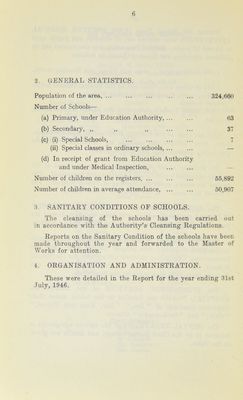 6
2. GENERAL STATISTICS.
Population of the area, ... ... ... ... ... 324,660
Number of Schools—
(a) Primary, under Education Authority, ... ... 63
(b) Secondary, ,, ,, ,, ... ... 37
(c) (i) Special Schools, ... ... ... ... 7
(ii) Special classes in ordinary schools, ... ... —
(d) In receipt of grant from Education Authority
and under Medical Inspection, ... ...
Number of children on the registers, ... ... ... 55,892
Number of children in average attendance, ... ... 50,907
3. SANITARY CONDITIONS OF SCHOOLS.
The cleansing of the schools has been carried out
in accordance with the Authority's Cleansing Regulations.
Reports on the Sanitary Condition of the schools have been
made throughout the year and forwarded to the Master of
Works for attention.
4. ORGANISATION AND ADMINISTRATION.
These were detailed in the Report for the year ending 31st
July, 1946.